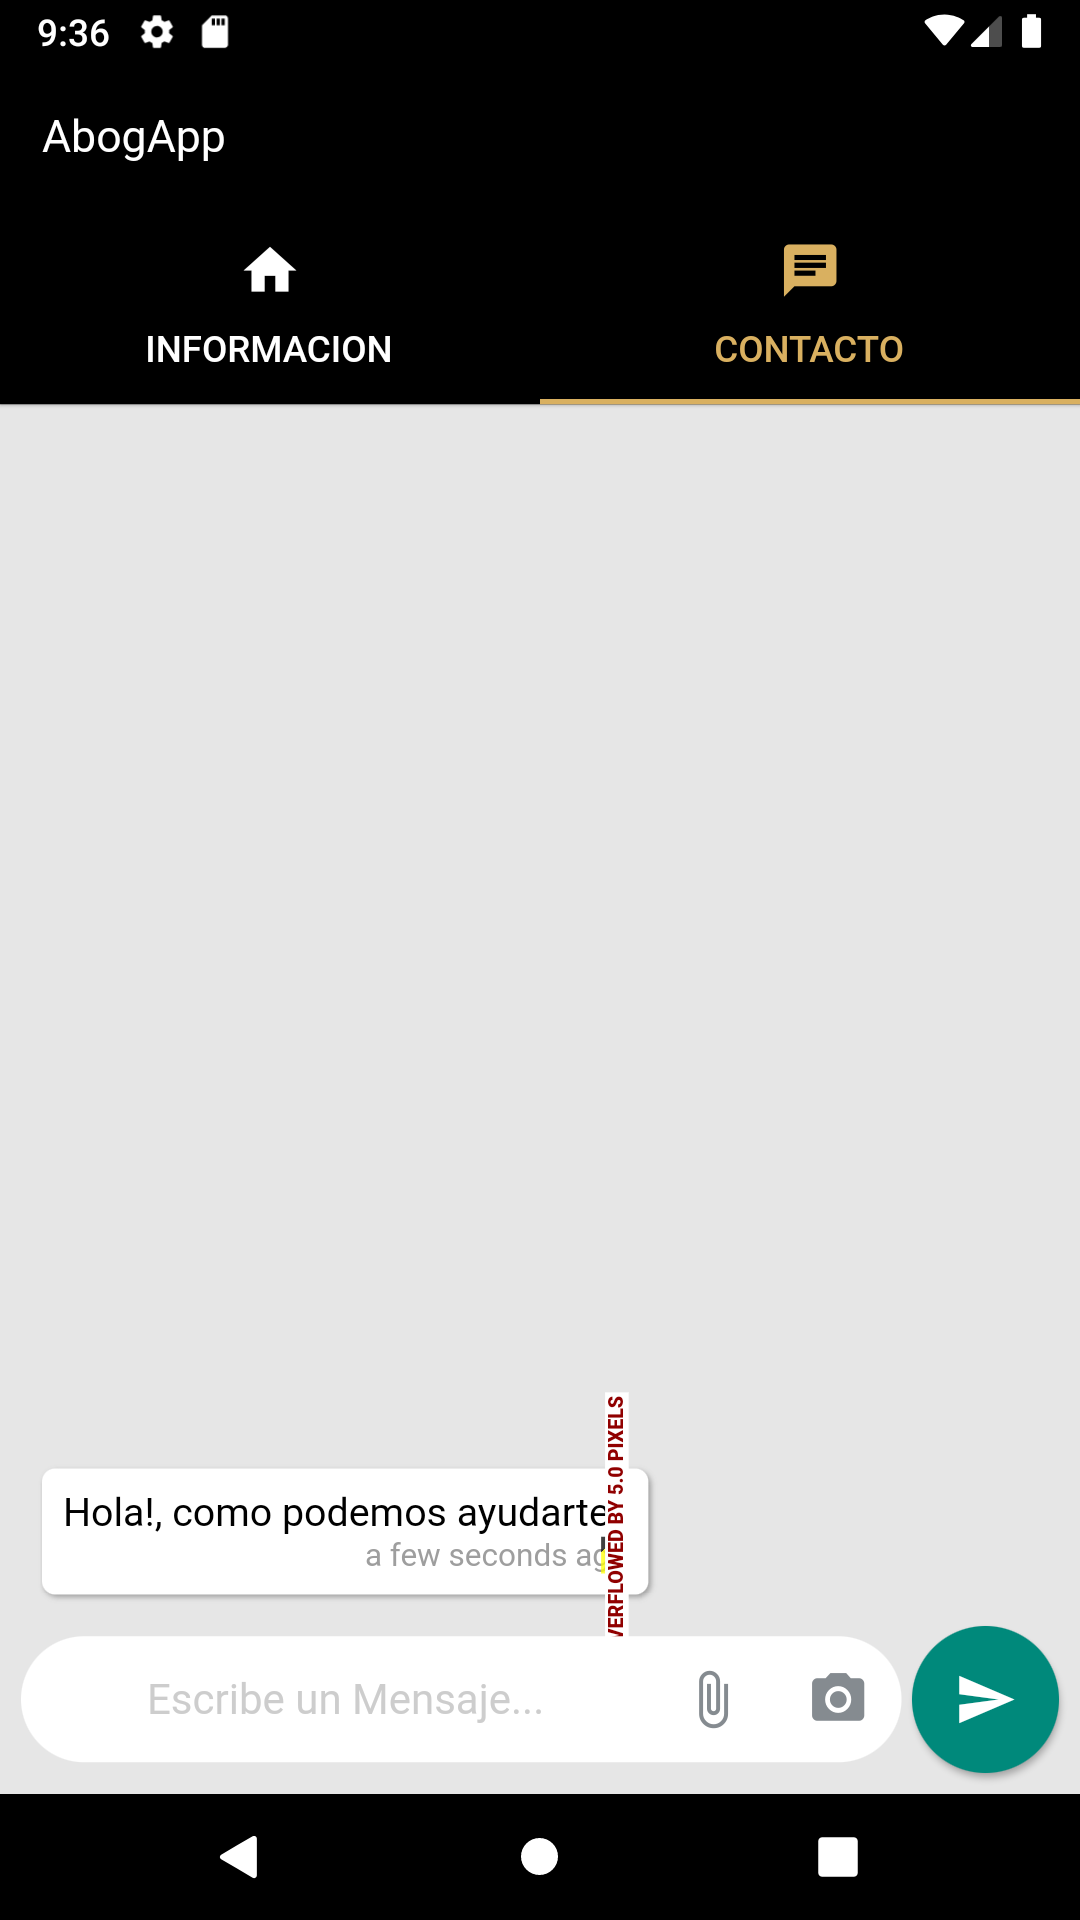 9:36
AbogApp
INFORMACION
CONTACTO
Hola!, como podemos ayudarte
a few seconds ag
VERFLOWED BY 5.0 PIXELS
Escribe un Mensaje...